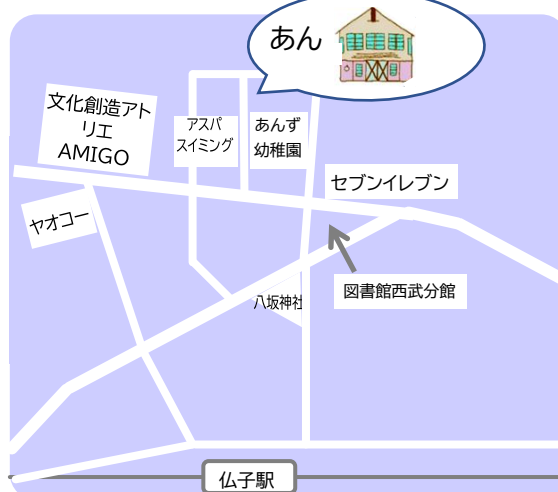 あん
文化創造アト
リエ
AMIGO
アスパ
スイミング
あんず
幼稚園
セブンイレブン
ヤオコー
図書館西武分館
八坂神社
仏子駅